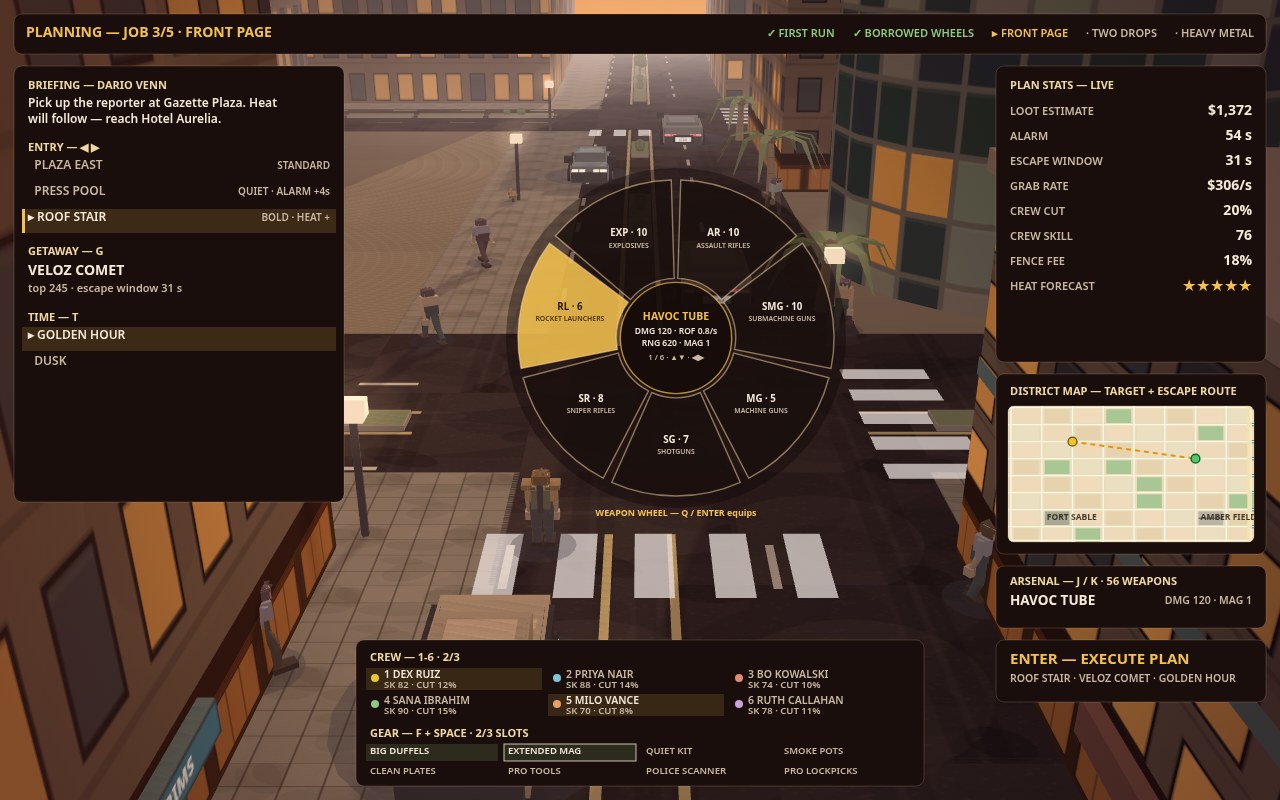 PLANNING — JOB 3/5 · FRONT PAGE
✓ FIRST RUN ✓ BORROWED WHEELS ▸ FRONT PAGE · TWO DROPS · HEAVY METAL
BRIEFING — DARIO VENN
Pick up the reporter at Gazette Plaza. Heat
will follow — reach Hotel Aurelia.
ENTRY — ◀ ▶
PLAZA EAST STANDARD
PRESS POOL QUIET · ALARM +4s
▸ ROOF STAIR BOLD · HEAT +
GETAWAY — G
VELOZ COMET
top 245 · escape window 31 s
TIME — T
▸ GOLDEN HOUR
DUSK
EXP · 10
EXPLOSIVES
AR · 10
ASSAULT RIFLES
RL · 6
ROCKET LAUNCHERS
SMG · 10
SUBMACHINE GUNS
HAVOC TUBE
DMG 120 · ROF 0.8/s
RNG 620 · MAG 1
1 / 6 · ▲ ▼ · ◀▶
SR · 8
SNIPER RIFLES
MG · 5
MACHINE GUNS
SG · 7
SHOTGUNS
WEAPON WHEEL — Q / ENTER equips
PLAN STATS — LIVE
LOOT ESTIMATE $1,372
ALARM 54 s
ESCAPE WINDOW 31 s
GRAB RATE $306/s
CREW CUT 20%
CREW SKILL 76
FENCE FEE 18%
HEAT FORECAST ★★★★★
DISTRICT MAP — TARGET + ESCAPE ROUTE
FORT SABLE
AMBER FIELD
ARSENAL — J / K · 56 WEAPONS
HAVOC TUBE DMG 120 · MAG 1
ENTER — EXECUTE PLAN
ROOF STAIR · VELOZ COMET · GOLDEN HOUR
CREW — 1-6 · 2/3
1 DEX RUIZ
SK 82 · CUT 12%
2 PRIYA NAIR
SK 88 · CUT 14%
3 BO KOWALSKI
SK 74 · CUT 10%
4 SANA IBRAHIM
SK 90 · CUT 15%
5 MILO VANCE
SK 70 · CUT 8%
6 RUTH CALLAHAN
SK 78 · CUT 11%
GEAR — F + SPACE · 2/3 SLOTS
BIG DUFFELS EXTENDED MAG QUIET KIT SMOKE POTS
CLEAN PLATES PRO TOOLS POLICE SCANNER PRO LOCKPICKS